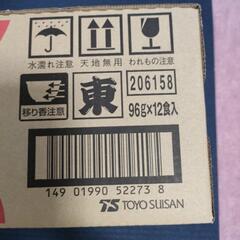 水濡れ注意 天地無用 われもの注意
東 206158
移り香注意 96g×12食入
149 01990 52273 8
TS TOYO SUISAN